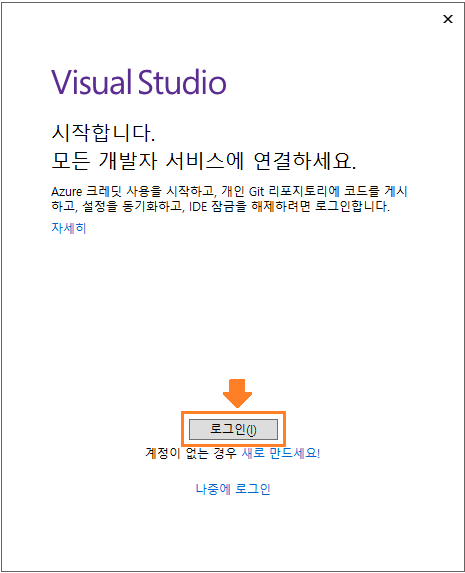 Visual Studio
시작합니다.
모든 개발자 서비스에 연결하세요.
Azure 크레딧 사용을 시작하고, 개인 Git 리포지토리에 코드를 게시
하고, 설정을 동기화하고, IDE 잠금을 해제하려면 로그인합니다.
자세히
로그인(I)
계정이 없는 경우 새로 만드세요!
나중에 로그인